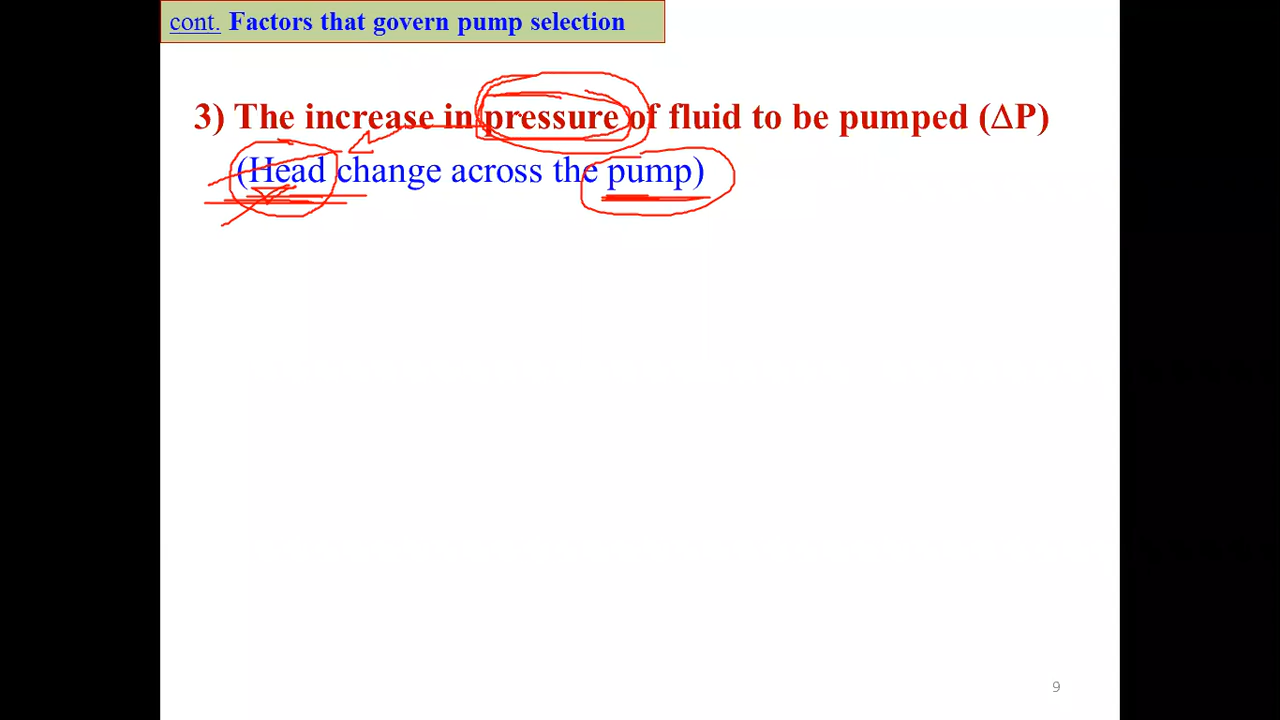 cont. Factors that govern pump selection
3) The increase in pressure of fluid to be pumped (ΔP)
(Head change across the pump)
9